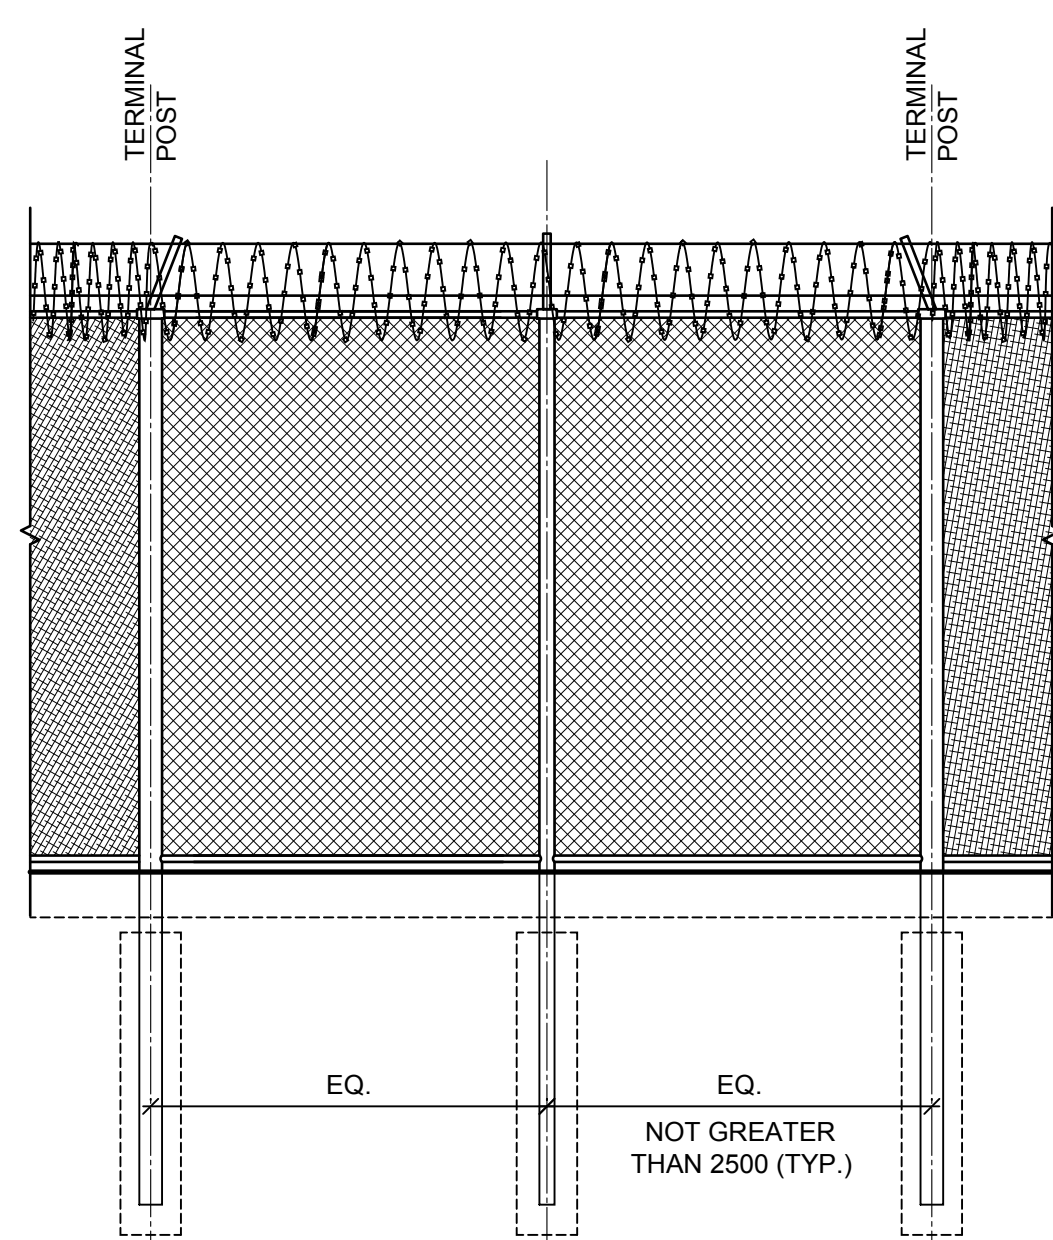 TERMINAL
POST
TERMINAL
POST
EQ.
EQ.
NOT GREATER
THAN 2500 (TYP.)